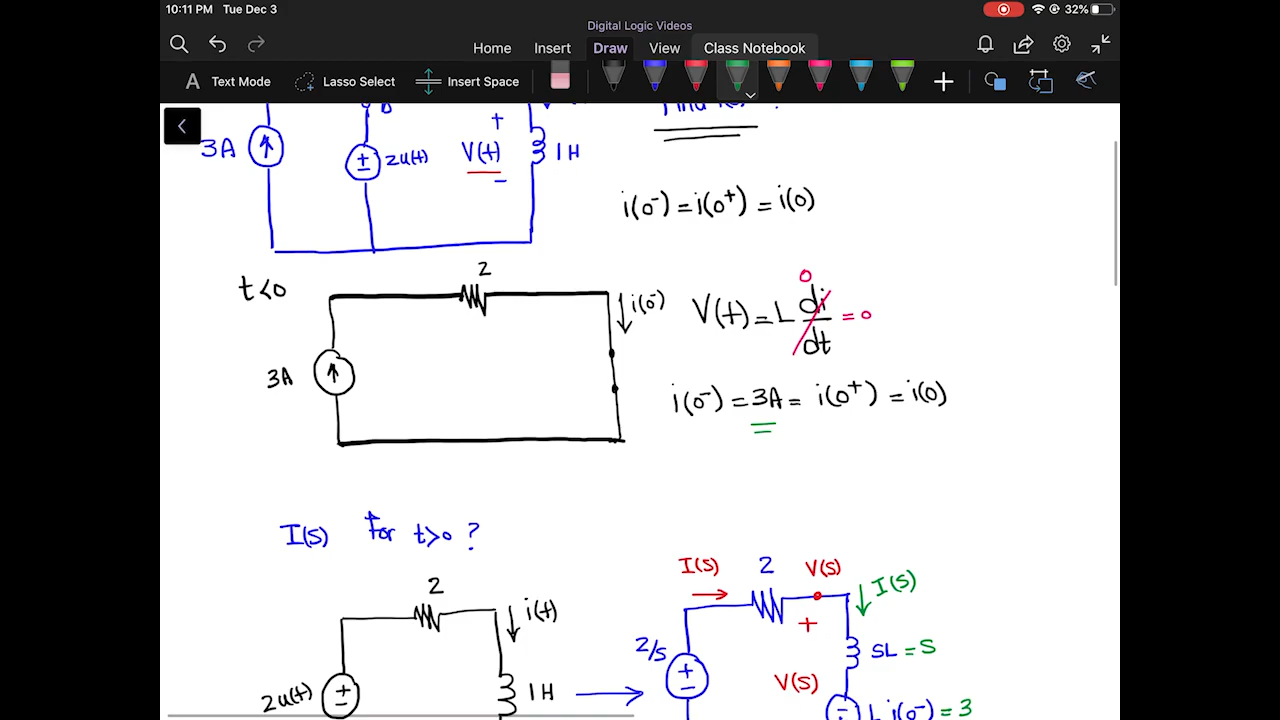 10:11 PM Tue Dec 3 32%
Digital Logic Videos
Home Insert Draw View Class Notebook
Text Mode Lasso Select Insert Space
3A + 2u(t) + V(t) - 1H
i(0⁻) = i(0⁺) = i(0)
t<0 2 i(0⁻)
3A
V(t) = L di/dt = 0
0
i(0⁻) = 3A = i(0⁺) = i(0)
I(s) for t>0 ?
2 i(t)
2u(t) + - 1H
I(s) 2 V(s) I(s)
2/s + - + SL = S
V(s)
L i(0⁻) = 3